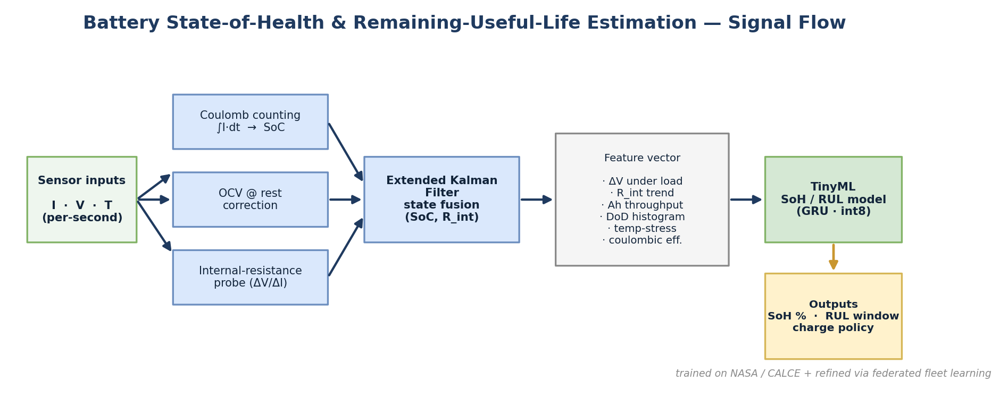 Battery State-of-Health & Remaining-Useful-Life Estimation — Signal Flow
Sensor inputs
I · V · T
(per-second)
Coulomb counting
∫I·dt → SoC
OCV @ rest
correction
Internal-resistance
probe (ΔV/ΔI)
Extended Kalman
Filter
state fusion
(SoC, R_int)
Feature vector
· ΔV under load
· R_int trend
· Ah throughput
· DoD histogram
· temp-stress
· coulombic eff.
TinyML
SoH / RUL model
(GRU · int8)
Outputs
SoH % · RUL window
charge policy
trained on NASA / CALCE + refined via federated fleet learning